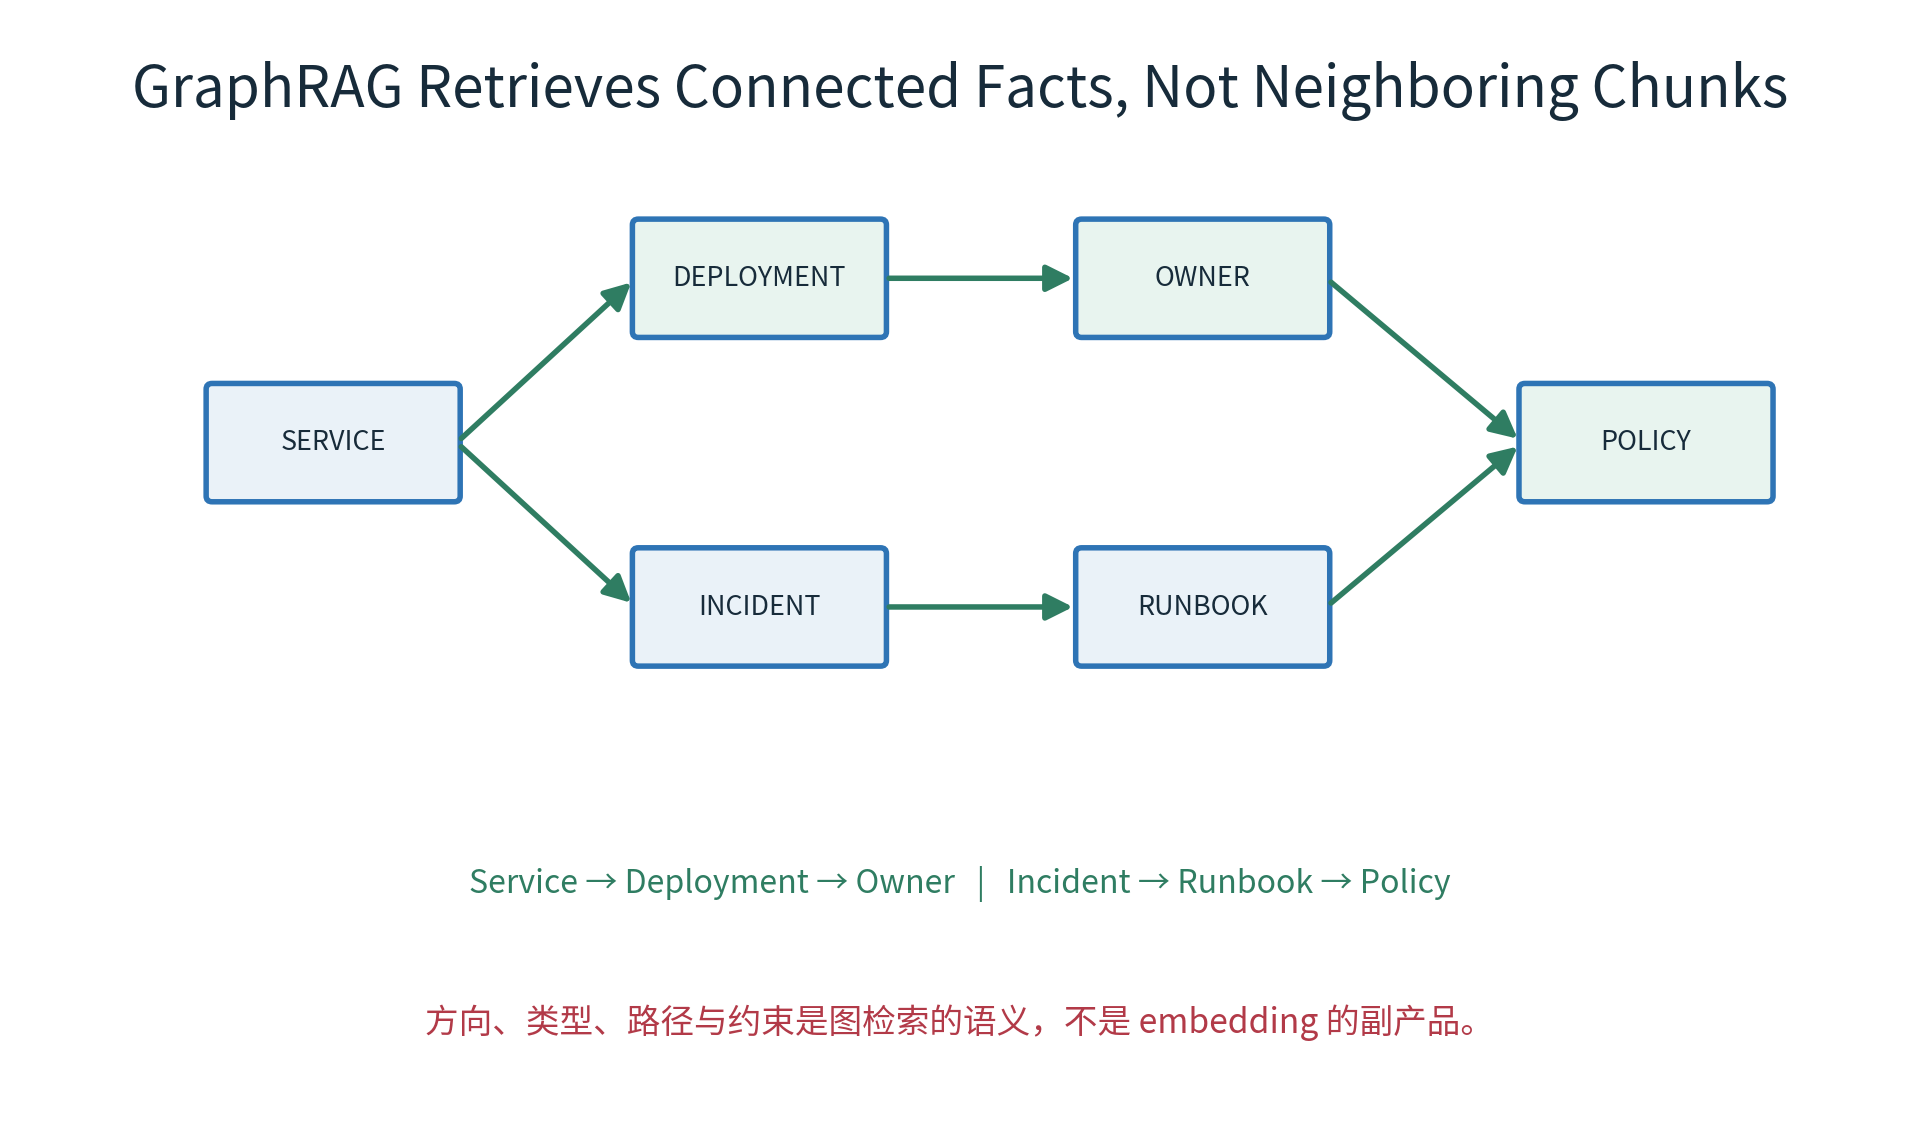 GraphRAG Retrieves Connected Facts, Not Neighboring Chunks
DEPLOYMENT
OWNER
SERVICE
POLICY
INCIDENT
RUNBOOK
Service → Deployment → Owner | Incident → Runbook → Policy
方向、类型、路径与约束是图检索的语义，不是 embedding 的副产品。